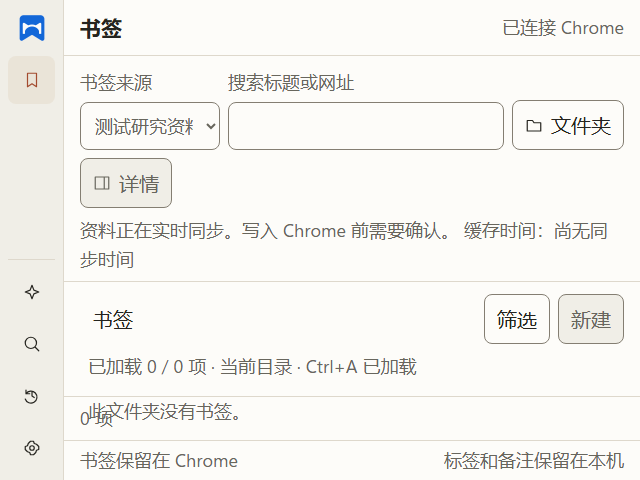 书签
已连接 Chrome
书签来源
搜索标题或网址
测试研究资料
文件夹
详情
资料正在实时同步。写入 Chrome 前需要确认。 缓存时间：尚无同
步时间
书签
筛选
新建
已加载 0 / 0 项 · 当前目录 · Ctrl+A 已加载
此文件夹没有书签。
0 项
书签保留在 Chrome
标签和备注保留在本机